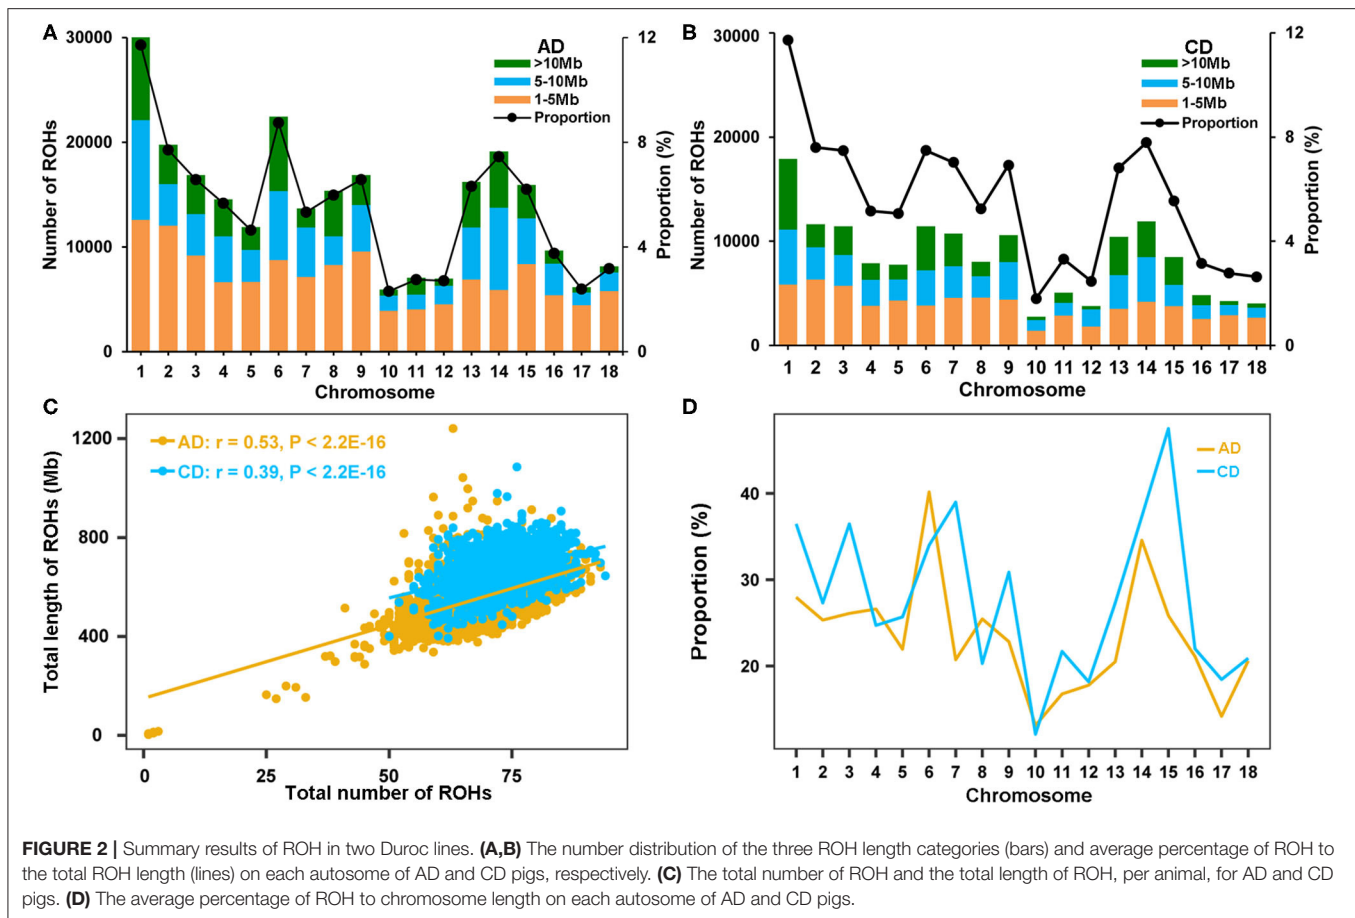 A
AD
>10Mb
5-10Mb
1-5Mb
Proportion
Number of ROHs
30000
20000
10000
0
Proportion (%)
12
8
4
0
1 2 3 4 5 6 7 8 9 10 11 12 13 14 15 16 17 18
Chromosome
B
CD
>10Mb
5-10Mb
1-5Mb
Proportion
Number of ROHs
30000
20000
10000
0
Proportion (%)
12
8
4
0
1 2 3 4 5 6 7 8 9 10 11 12 13 14 15 16 17 18
Chromosome
C
AD: r = 0.53, P < 2.2E-16
CD: r = 0.39, P < 2.2E-16
Total length of ROHs (Mb)
1200
800
400
0
0 25 50 75
Total number of ROHs
D
AD
CD
Proportion (%)
40
30
20
1 2 3 4 5 6 7 8 9 10 11 12 13 14 15 16 17 18
Chromosome
FIGURE 2 | Summary results of ROH in two Duroc lines. (A,B) The number distribution of the three ROH length categories (bars) and average percentage of ROH to
the total ROH length (lines) on each autosome of AD and CD pigs, respectively. (C) The total number of ROH and the total length of ROH, per animal, for AD and CD
pigs. (D) The average percentage of ROH to chromosome length on each autosome of AD and CD pigs.